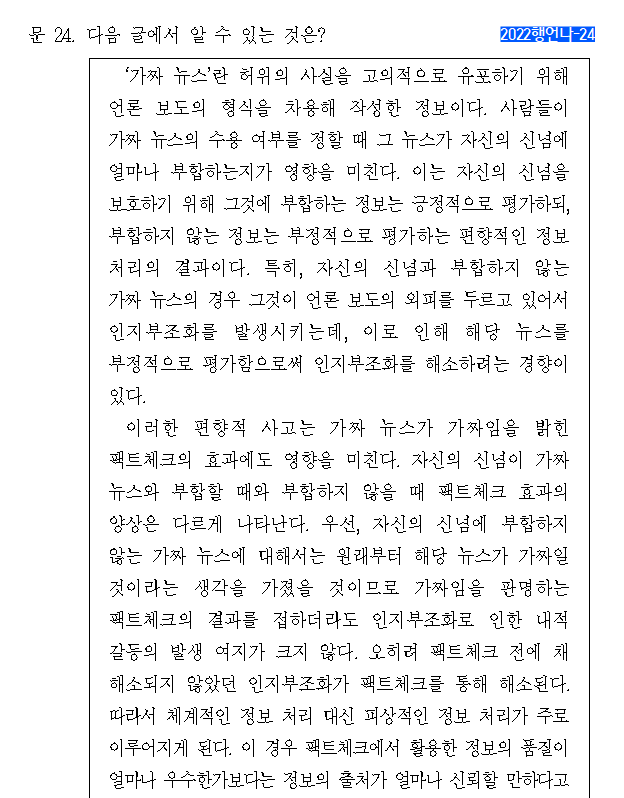 문 24. 다음 글에서 알 수 있는 것은?
2022행언나-24
‘가짜 뉴스’란 허위의 사실을 고의적으로 유포하기 위해
언론 보도의 형식을 차용해 작성한 정보이다. 사람들이
가짜 뉴스의 수용 여부를 정할 때 그 뉴스가 자신의 신념에
얼마나 부합하는지가 영향을 미친다. 이는 자신의 신념을
보호하기 위해 그것에 부합하는 정보는 긍정적으로 평가하되,
부합하지 않는 정보는 부정적으로 평가하는 편향적인 정보
처리의 결과이다. 특히, 자신의 신념과 부합하지 않는
가짜 뉴스의 경우 그것이 언론 보도의 외피를 두르고 있어서
인지부조화를 발생시키는데, 이로 인해 해당 뉴스를
부정적으로 평가함으로써 인지부조화를 해소하려는 경향이
있다.
이러한 편향적 사고는 가짜 뉴스가 가짜임을 밝힌
팩트체크의 효과에도 영향을 미친다. 자신의 신념이 가짜
뉴스와 부합할 때와 부합하지 않을 때 팩트체크 효과의
양상은 다르게 나타난다. 우선, 자신의 신념에 부합하지
않는 가짜 뉴스에 대해서는 원래부터 해당 뉴스가 가짜일
것이라는 생각을 가졌을 것이므로 가짜임을 판명하는
팩트체크의 결과를 접하더라도 인지부조화로 인한 내적
갈등의 발생 여지가 크지 않다. 오히려 팩트체크 전에 채
해소되지 않았던 인지부조화가 팩트체크를 통해 해소된다.
따라서 체계적인 정보 처리 대신 피상적인 정보 처리가 주로
이루어지게 된다. 이 경우 팩트체크에서 활용한 정보의 품질이
얼마나 우수한가보다는 정보의 출처가 얼마나 신뢰할 만하다고